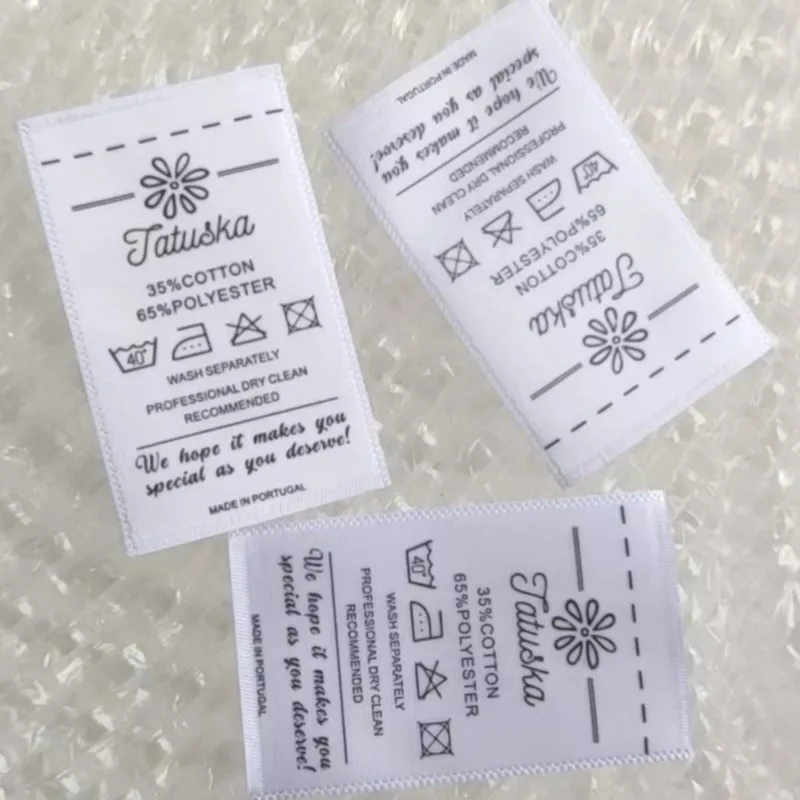 Tatuska
35%COTTON
65%POLYESTER
40°
WASH SEPARATELY
PROFESSIONAL DRY CLEAN
RECOMMENDED
We hope it makes you
special as you deserve!
MADE IN PORTUGAL
Tatuska
35%COTTON
65%POLYESTER
40°
WASH SEPARATELY
PROFESSIONAL DRY CLEAN
RECOMMENDED
We hope it makes you
special as you deserve!
MADE IN PORTUGAL
Tatuska
35%COTTON
65%POLYESTER
40°
WASH SEPARATELY
PROFESSIONAL DRY CLEAN
RECOMMENDED
We hope it makes you
special as you deserve!
MADE IN PORTUGAL